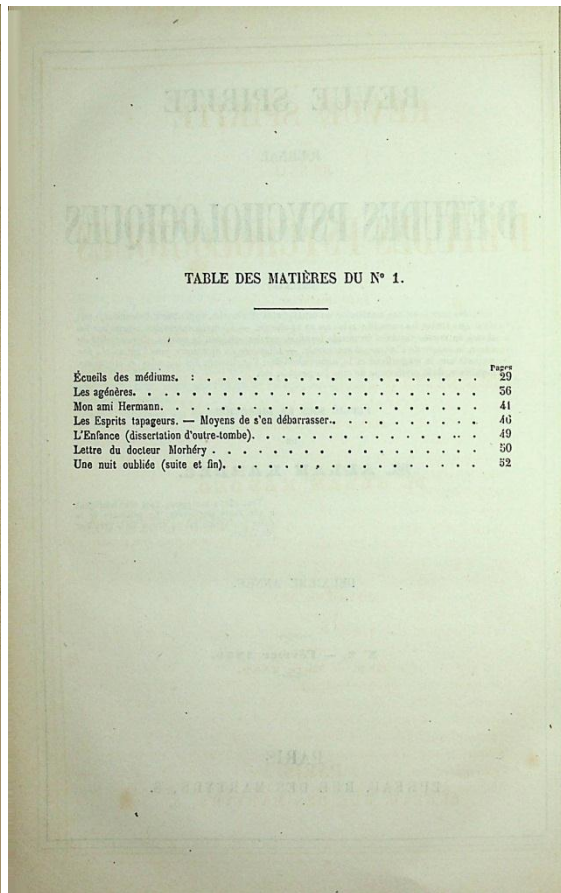 TABLE DES MATIÈRES DU N° 1.
Pages
Écueils des médiums. : . . . . . . . . . . . . . . . . . . 29
Les agénères. . . . . . . . . . . . . . . . . . . . . . 36
Mon ami Hermann. . . . . . . . . . . . . . . . . . . . 41
Les Esprits tapageurs. — Moyens de s'en débarrasser.. . . . . . . . . . 46
L'Enfance (dissertation d'outre-tombe). . . . . . . . . . . . . . . 49
Lettre du docteur Morhéry . . . . . . . . . . . . . . . . . 50
Une nuit oubliée (suite et fin). . . . . . . . . . . . . . . . . 52